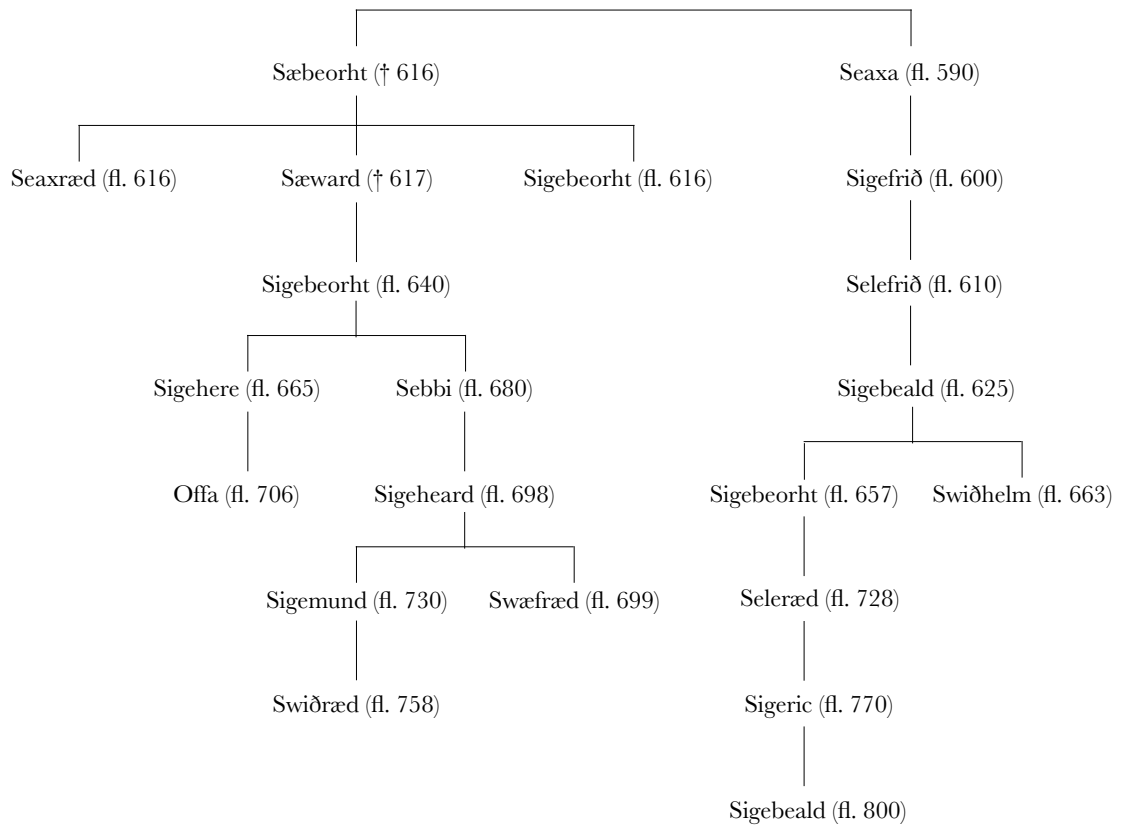 Sæbeorht († 616) Seaxa (fl. 590)
Seaxræd (fl. 616) Sæward († 617) Sigebeorht (fl. 616) Sigefrið (fl. 600)
Sigebeorht (fl. 640) Selefrið (fl. 610)
Sigehere (fl. 665) Sebbi (fl. 680) Sigebeald (fl. 625)
Offa (fl. 706) Sigeheard (fl. 698) Sigebeorht (fl. 657) Swiðhelm (fl. 663)
Sigemund (fl. 730) Swæfræd (fl. 699) Seleræd (fl. 728)
Swiðræd (fl. 758) Sigeric (fl. 770)
Sigebeald (fl. 800)